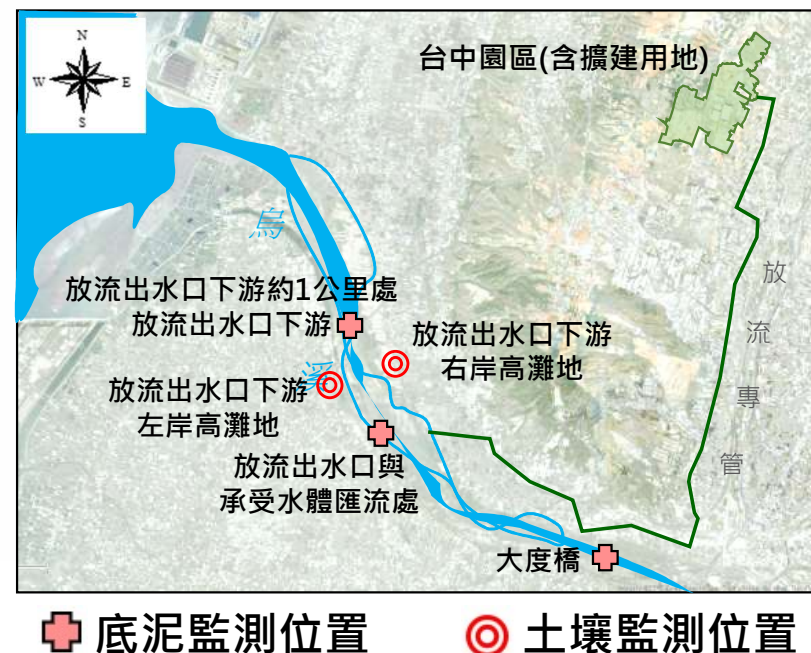 N
W E
S
台中園區(含擴建用地)
烏
溪
放流出水口下游約1公里處
放流出水口下游
放流出水口下游
右岸高灘地
放流出水口下游
左岸高灘地
放流出水口與
承受水體匯流處
大度橋
放
流
專
管
底泥監測位置
土壤監測位置